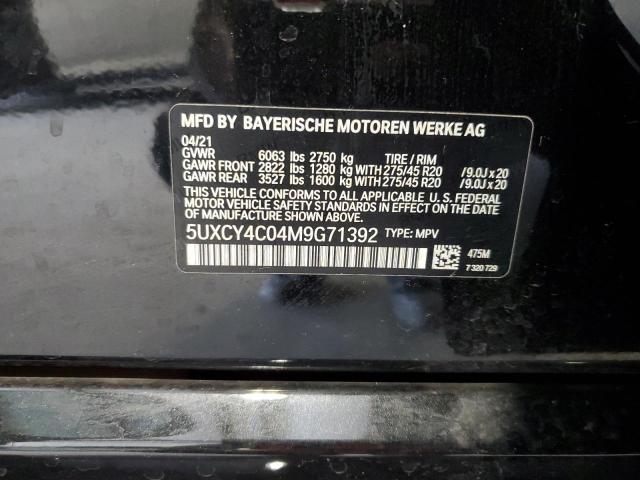 MFD BY BAYERISCHE MOTOREN WERKE AG
04/21
GVWR 6063 lbs 2750 kg TIRE / RIM
GAWR FRONT 2822 lbs 1280 kg WITH 275/45 R20 /9.0J x 20
GAWR REAR 3527 lbs 1600 kg WITH 275/45 R20 /9.0J x 20
THIS VEHICLE CONFORMS TO ALL APPLICABLE U. S. FEDERAL
MOTOR VEHICLE SAFETY STANDARDS IN EFFECT ON THE DATE
OF MANUFACTURE SHOWN ABOVE.
5UXCY4C04M9G71392 TYPE: MPV
475M
7 320 729